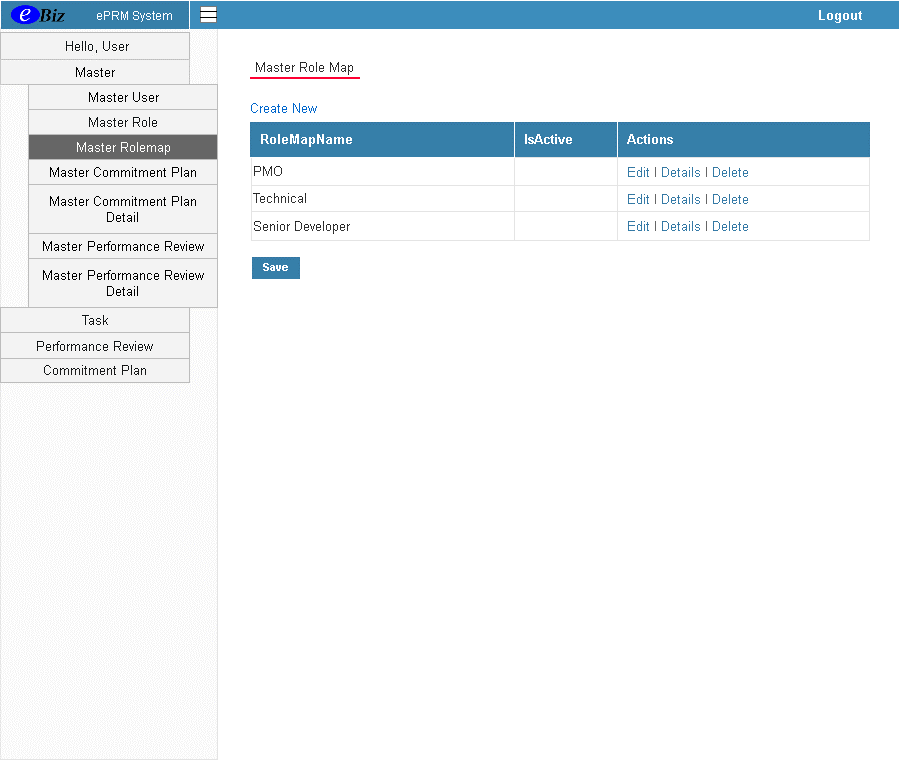 eBiz ePRM System Logout
Hello, User
Master
Master User
Master Role
Master Rolemap
Master Commitment Plan
Master Commitment Plan
Detail
Master Performance Review
Master Performance Review
Detail
Task
Performance Review
Commitment Plan
Master Role Map
Create New
RoleMapName IsActive Actions
PMO Edit | Details | Delete
Technical Edit | Details | Delete
Senior Developer Edit | Details | Delete
Save